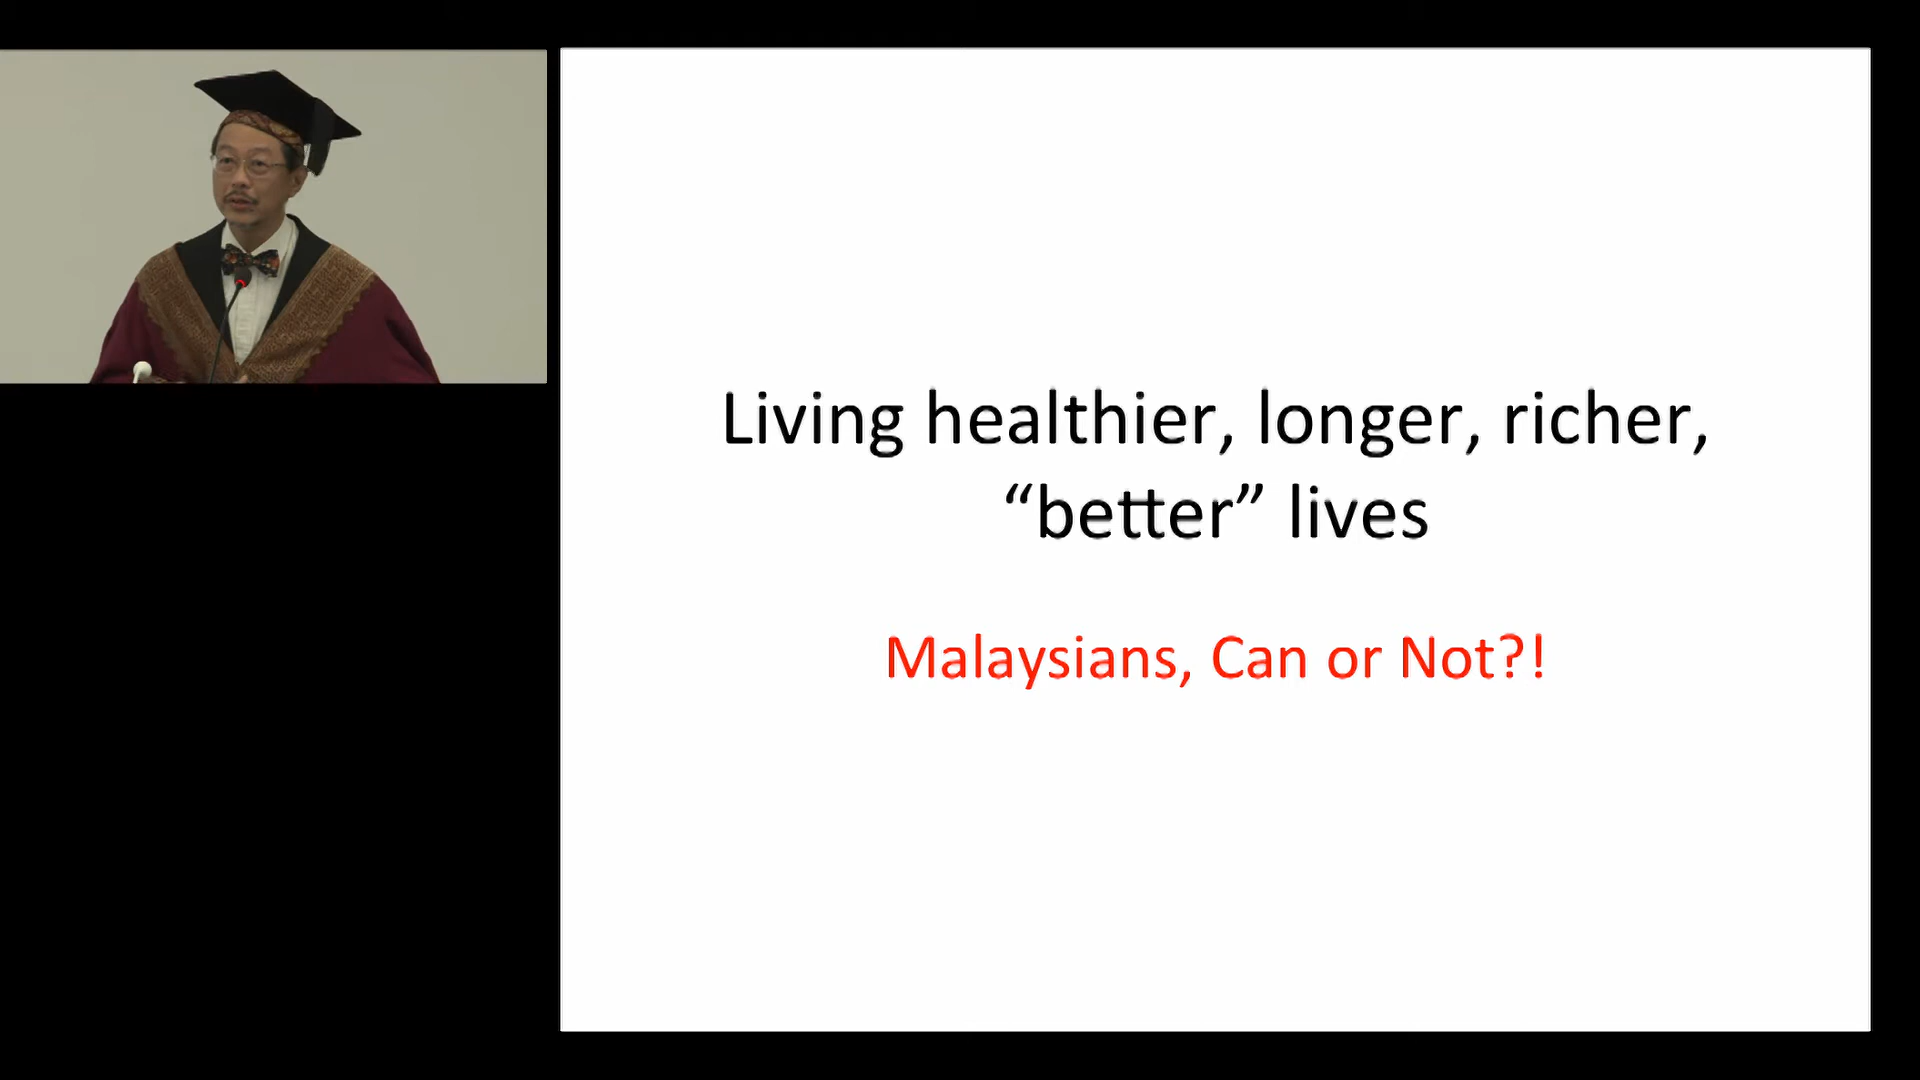 Living healthier, longer, richer,
“better” lives
Malaysians, Can or Not?!